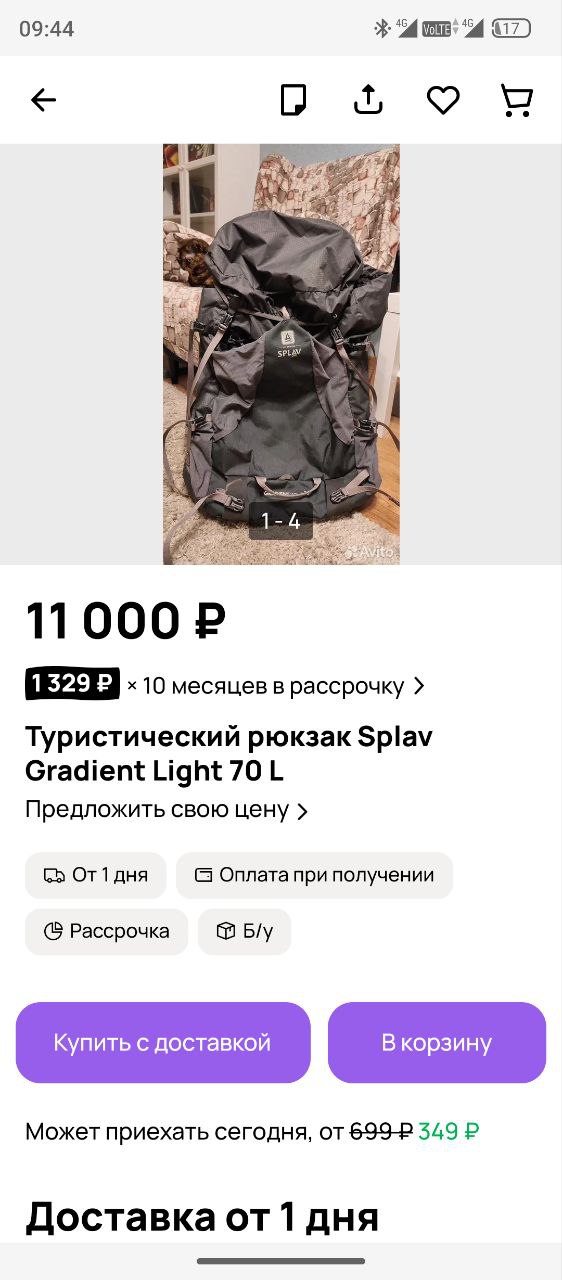 09:44
4G VoLTE 4G 17
SPLAV
1 - 4
Avito
11 000 ₽
1 329 ₽ × 10 месяцев в рассрочку
Туристический рюкзак Splav
Gradient Light 70 L
Предложить свою цену
От 1 дня
Оплата при получении
Рассрочка
Б/у
Купить с доставкой
В корзину
Может приехать сегодня, от 699 ₽ 349 ₽
Доставка от 1 дня